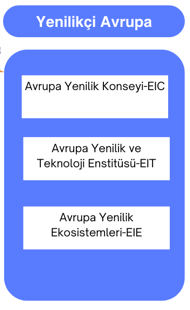 Yenilikçi Avrupa
Avrupa Yenilik Konseyi-EIC
Avrupa Yenilik ve
Teknoloji Enstitüsü-EIT
Avrupa Yenilik
Ekosistemleri-EIE